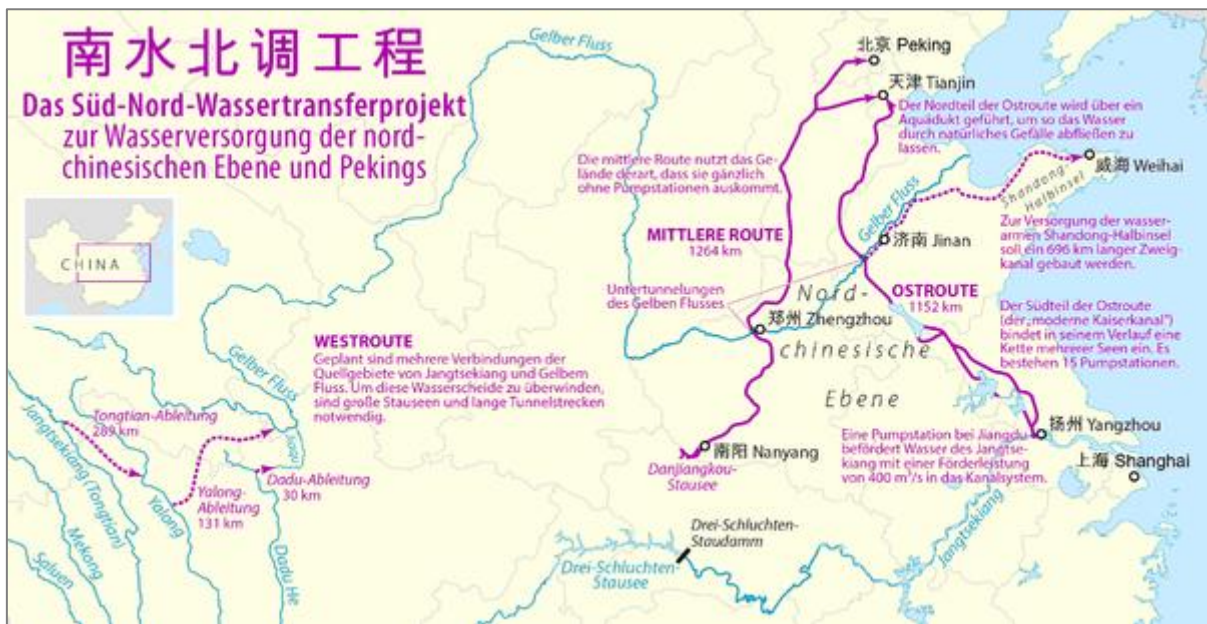 南水北调工程
Das Süd-Nord-Wassertransferprojekt
zur Wasserversorgung der nord-
chinesischen Ebene und Pekings
CHINA
Gelber Fluss
北京 Peking
天津 Tianjin
Der Nordteil der Ostroute wird über ein
Aquädukt geführt, um so das Wasser
durch natürliches Gefälle abfließen zu
lassen.
Die mittlere Route nutzt das Ge-
lände derart, dass sie gänzlich
ohne Pumpstationen auskommt.
威海 Weihai
Shandong
Halbinsel
Gelber Fluss
MITTLERE ROUTE
1264 km
济南 Jinan
Zur Versorgung der wasser-
armen Shandong-Halbinsel
soll ein 696 km langer Zweig-
kanal gebaut werden.
Untertunnelungen
des Gelben Flusses
OSTROUTE
1152 km
Nord-
chinesische
Ebene
郑州 Zhengzhou
Der Südteil der Ostroute
(der „moderne Kaiserkanal“)
bindet in seinem Verlauf eine
Kette mehrerer Seen ein. Es
bestehen 15 Pumpstationen.
WESTROUTE
Geplant sind mehrere Verbindungen der
Quellgebiete von Jangtsekiang und Gelbem
Fluss. Um diese Wasserscheide zu überwinden,
sind große Stauseen und lange Tunnelstrecken
notwendig.
Gelber Fluss
Tongtian-Ableitung
289 km
Jangtsekiang (Tongtian)
Yalong-
Ableitung
131 km
Dadu-Ableitung
30 km
Yalong
Mekong
Saluen
Dadu He
南阳 Nanyang
Danjiangkou-
Stausee
Eine Pumpstation bei Jiangdu
befördert Wasser des Jangtse-
kiang mit einer Förderleistung
von 400 m³/s in das Kanalsystem.
扬州 Yangzhou
上海 Shanghai
Drei-Schluchten-
Staudamm
Drei-Schluchten-
Stausee
Jangtsekiang